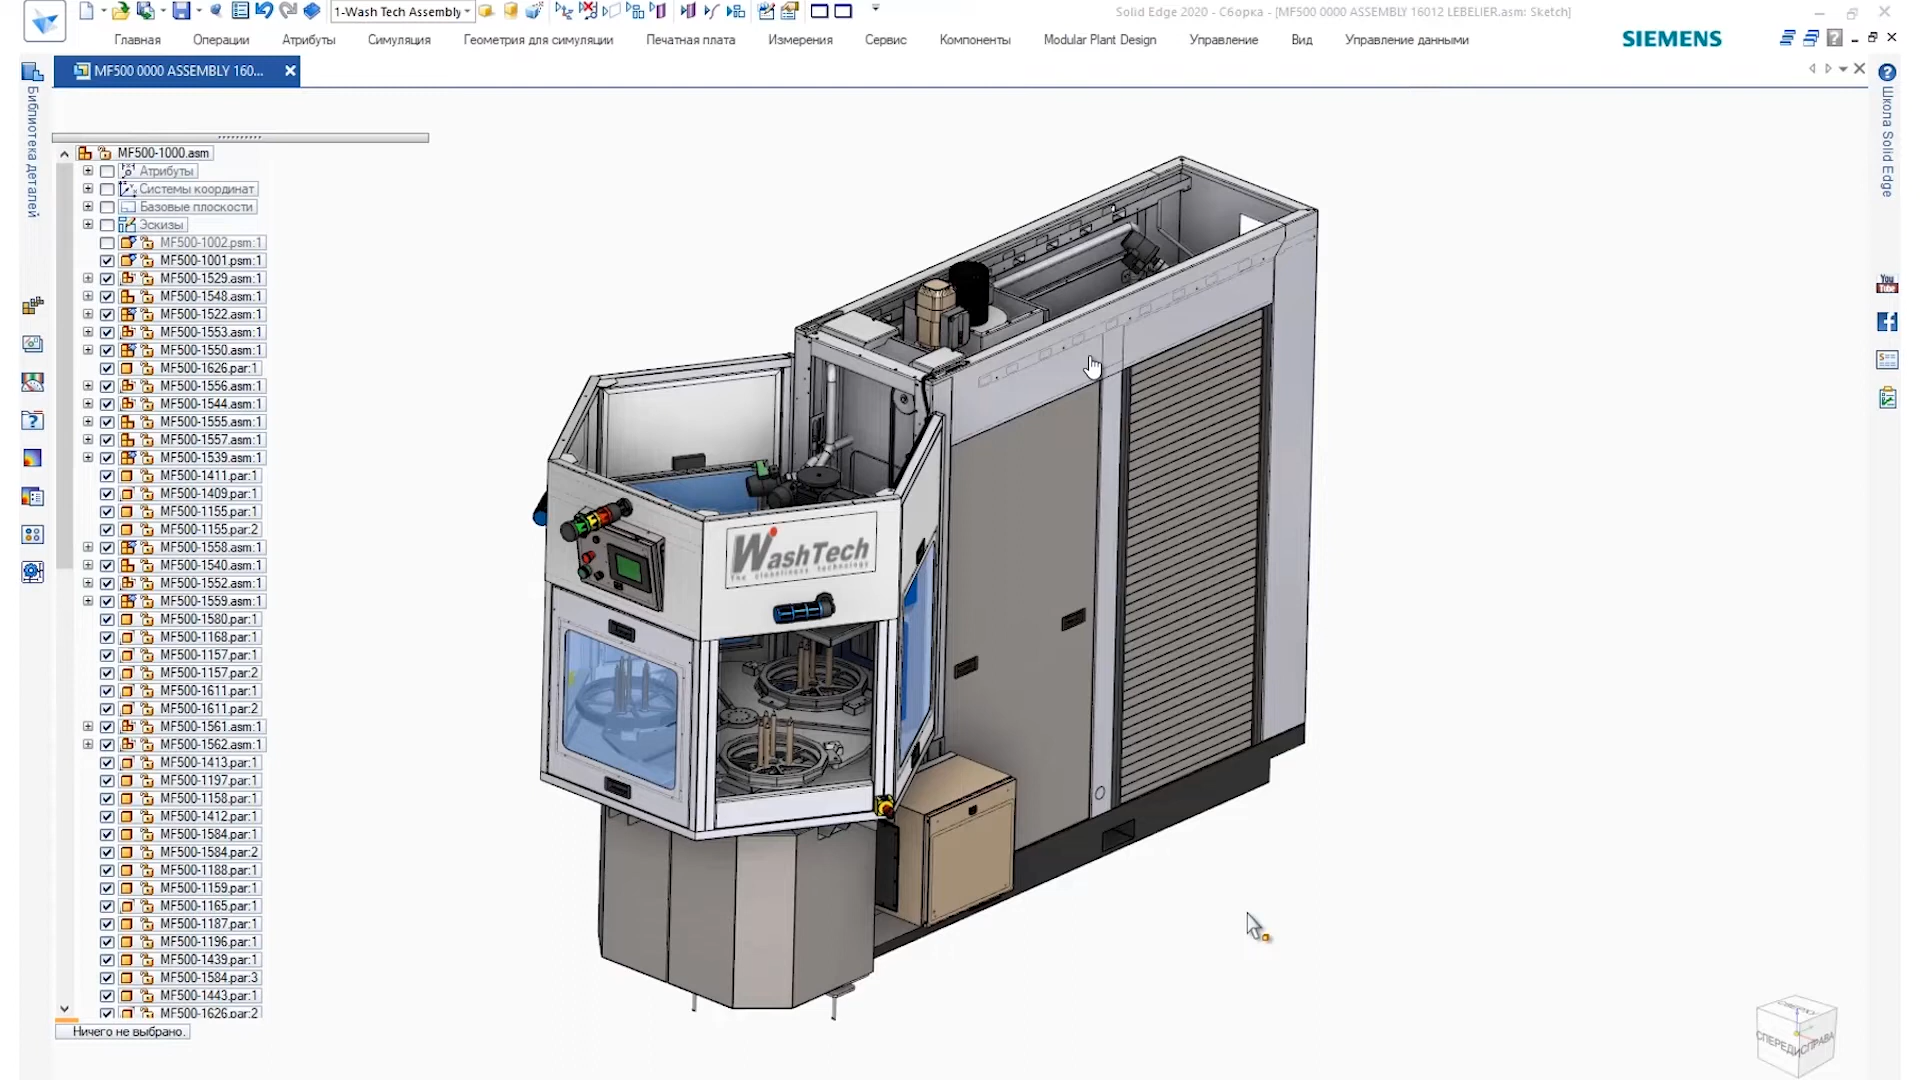 1-Wash Tech Assembly
Solid Edge 2020 - Сборка - [MF500 0000 ASSEMBLY 16012 LEBELIER.asm: Sketch]
Главная Операции Атрибуты Симуляция Геометрия для симуляции Печатная плата Измерения Сервис Компоненты Modular Plant Design Управление Вид Управление данными
SIEMENS
MF500 0000 ASSEMBLY 160...
Библиотека деталей
Школа Solid Edge
You Tube
MF500-1000.asm
Атрибуты
Системы координат
Базовые плоскости
Эскизы
MF500-1002.psm:1
MF500-1001.psm:1
MF500-1529.asm:1
MF500-1548.asm:1
MF500-1522.asm:1
MF500-1553.asm:1
MF500-1550.asm:1
MF500-1626.par:1
MF500-1556.asm:1
MF500-1544.asm:1
MF500-1555.asm:1
MF500-1557.asm:1
MF500-1539.asm:1
MF500-1411.par:1
MF500-1409.par:1
MF500-1155.par:1
MF500-1155.par:2
MF500-1558.asm:1
MF500-1540.asm:1
MF500-1552.asm:1
MF500-1559.asm:1
MF500-1580.par:1
MF500-1168.par:1
MF500-1157.par:1
MF500-1157.par:2
MF500-1611.par:1
MF500-1611.par:2
MF500-1561.asm:1
MF500-1562.asm:1
MF500-1413.par:1
MF500-1197.par:1
MF500-1158.par:1
MF500-1412.par:1
MF500-1584.par:1
MF500-1584.par:2
MF500-1188.par:1
MF500-1159.par:1
MF500-1165.par:1
MF500-1187.par:1
MF500-1196.par:1
MF500-1439.par:1
MF500-1584.par:3
MF500-1443.par:1
MF500-1626.par:2
Ничего не выбрано.
WashTech
The cleanliness technology
СПЕРЕДИ
СПРАВА